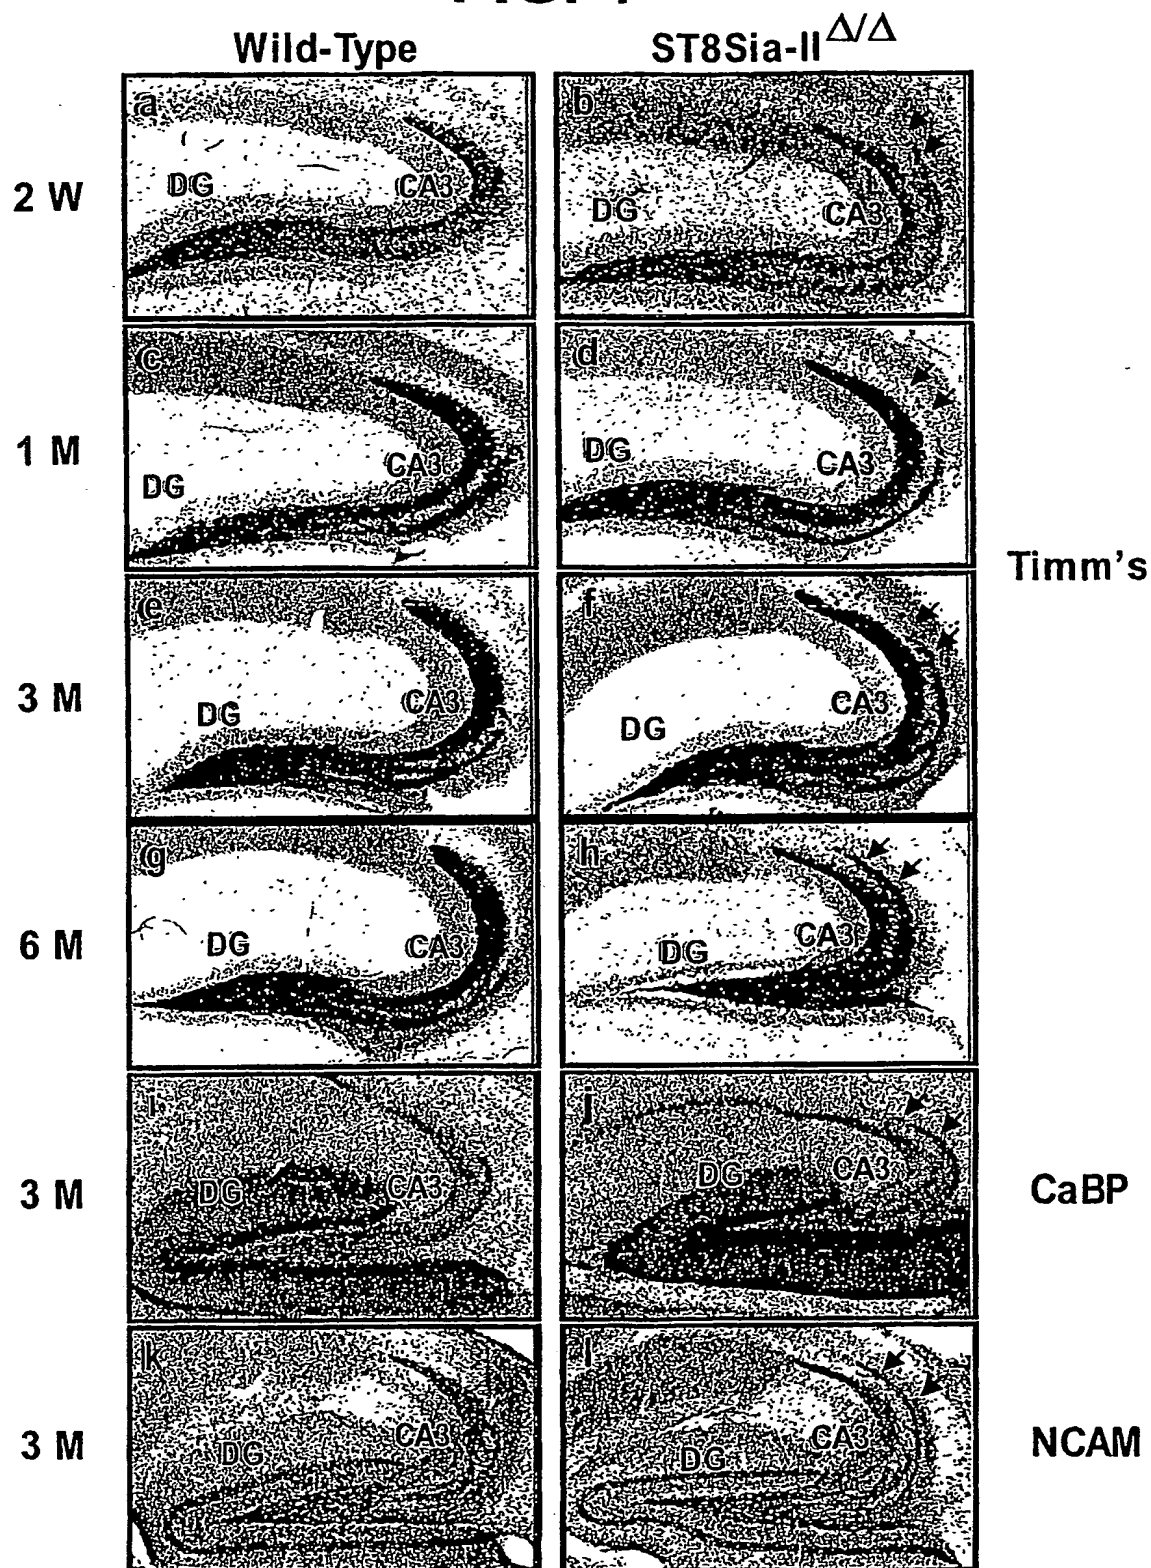 Wild-Type ST8Sia-II Δ/Δ
a b
2 W DG CA3 DG CA3
c d
1 M DG CA3 DG CA3
Timm's
e f
3 M DG CA3 DG CA3
g h
6 M DG CA3 DG CA3
i j
3 M DG CA3 DG CA3 CaBP
k l
3 M DG CA3 DG CA3 NCAM